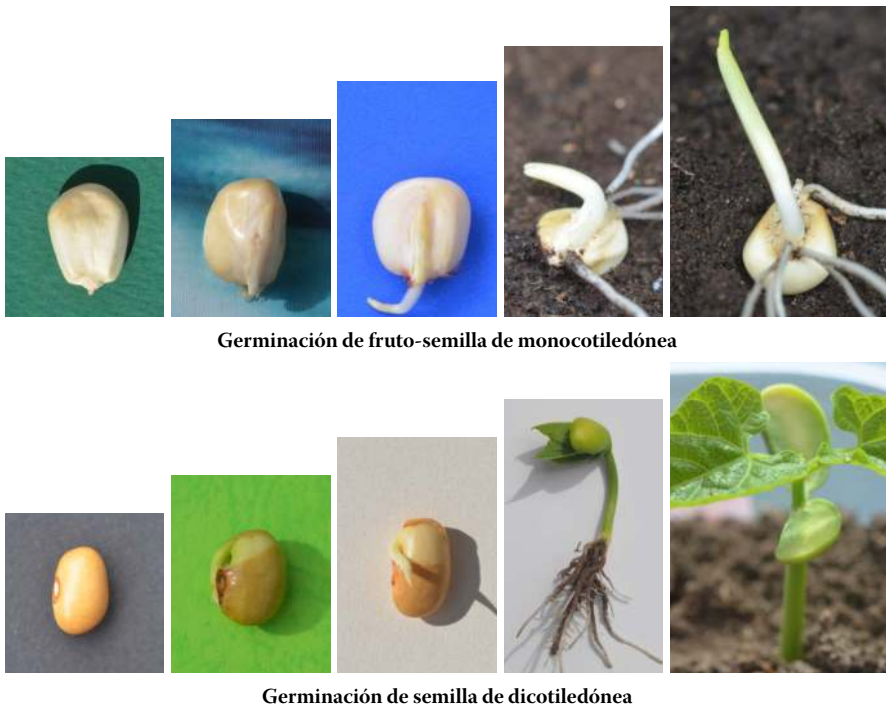 Germinación de fruto-semilla de monocotiledónea
Germinación de semilla de dicotiledónea